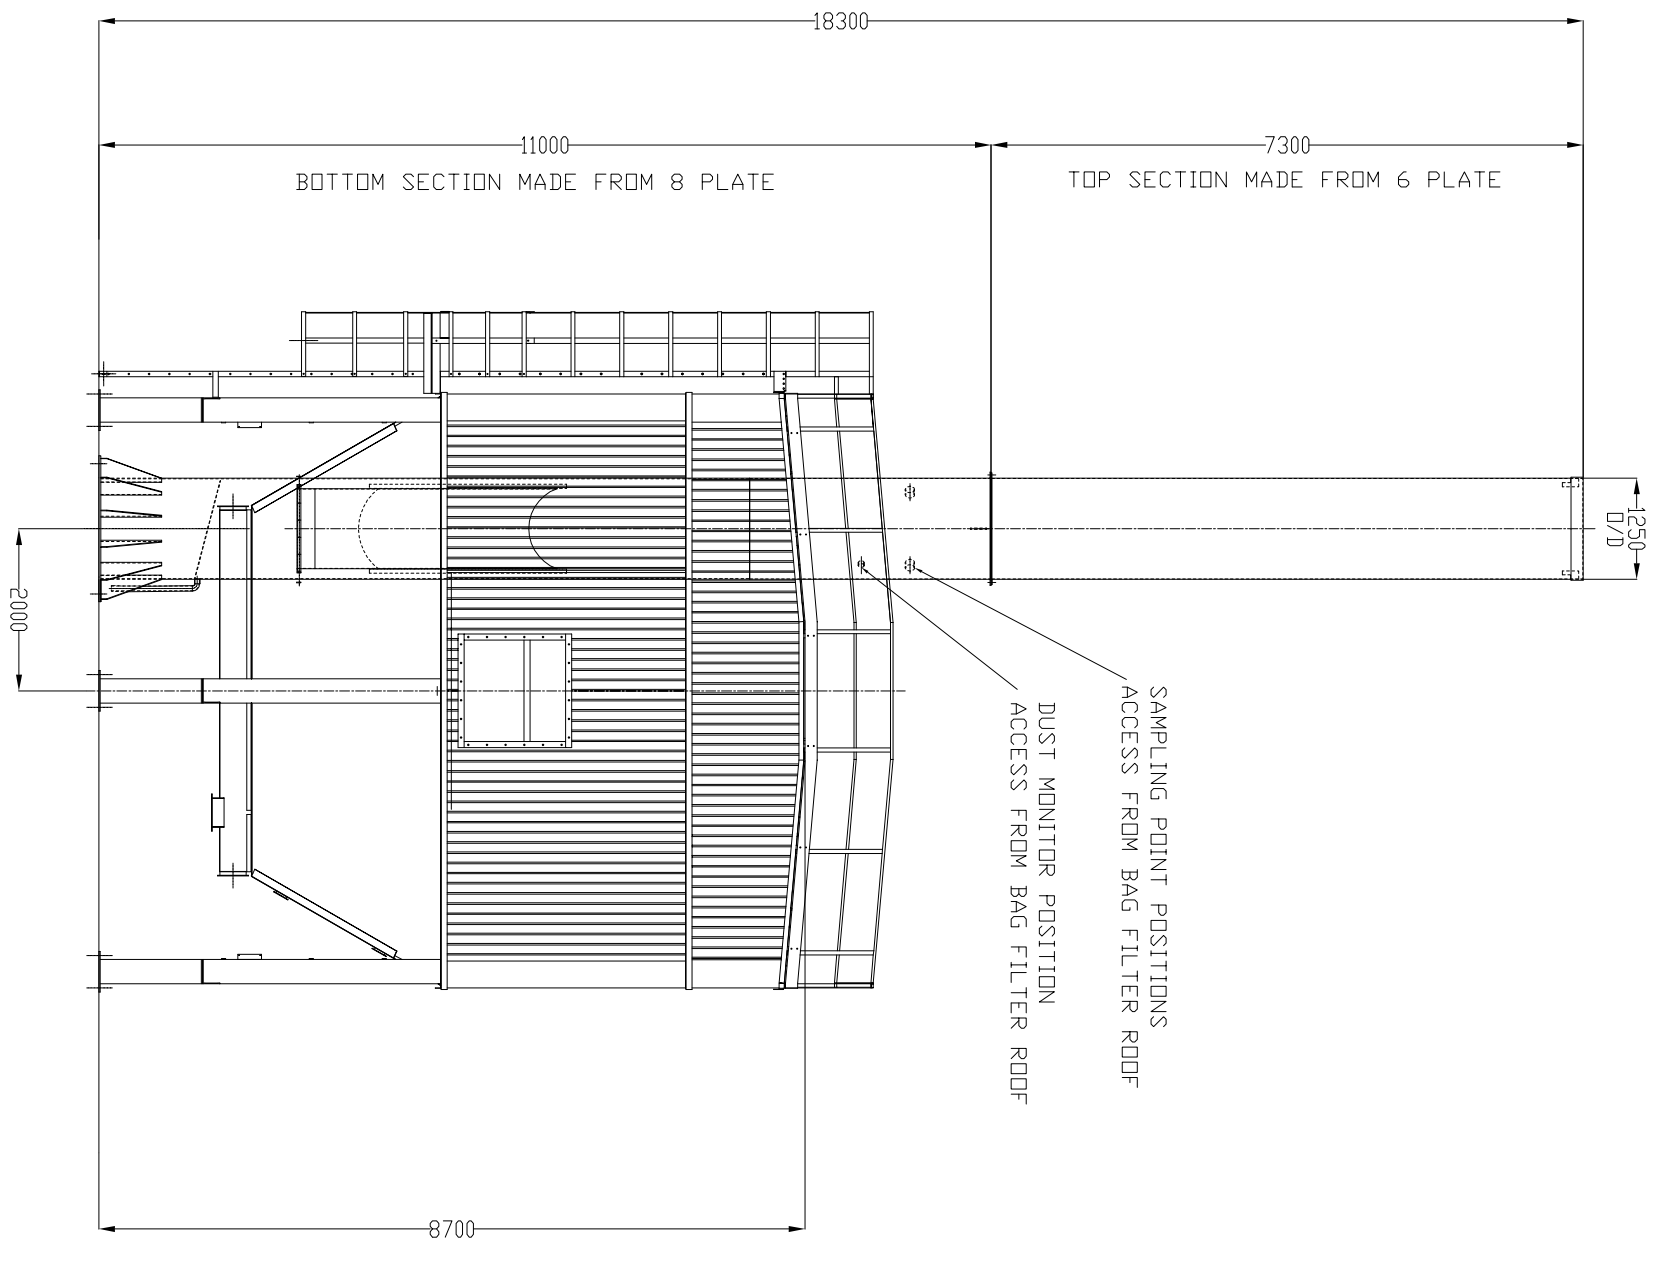 18300
11000
7300
BOTTOM SECTION MADE FROM 8 PLATE
TOP SECTION MADE FROM 6 PLATE
1250
O/D
2000
SAMPLING POINT POSITIONS
ACCESS FROM BAG FILTER ROOF
DUST MONITOR POSITION
ACCESS FROM BAG FILTER ROOF
8700